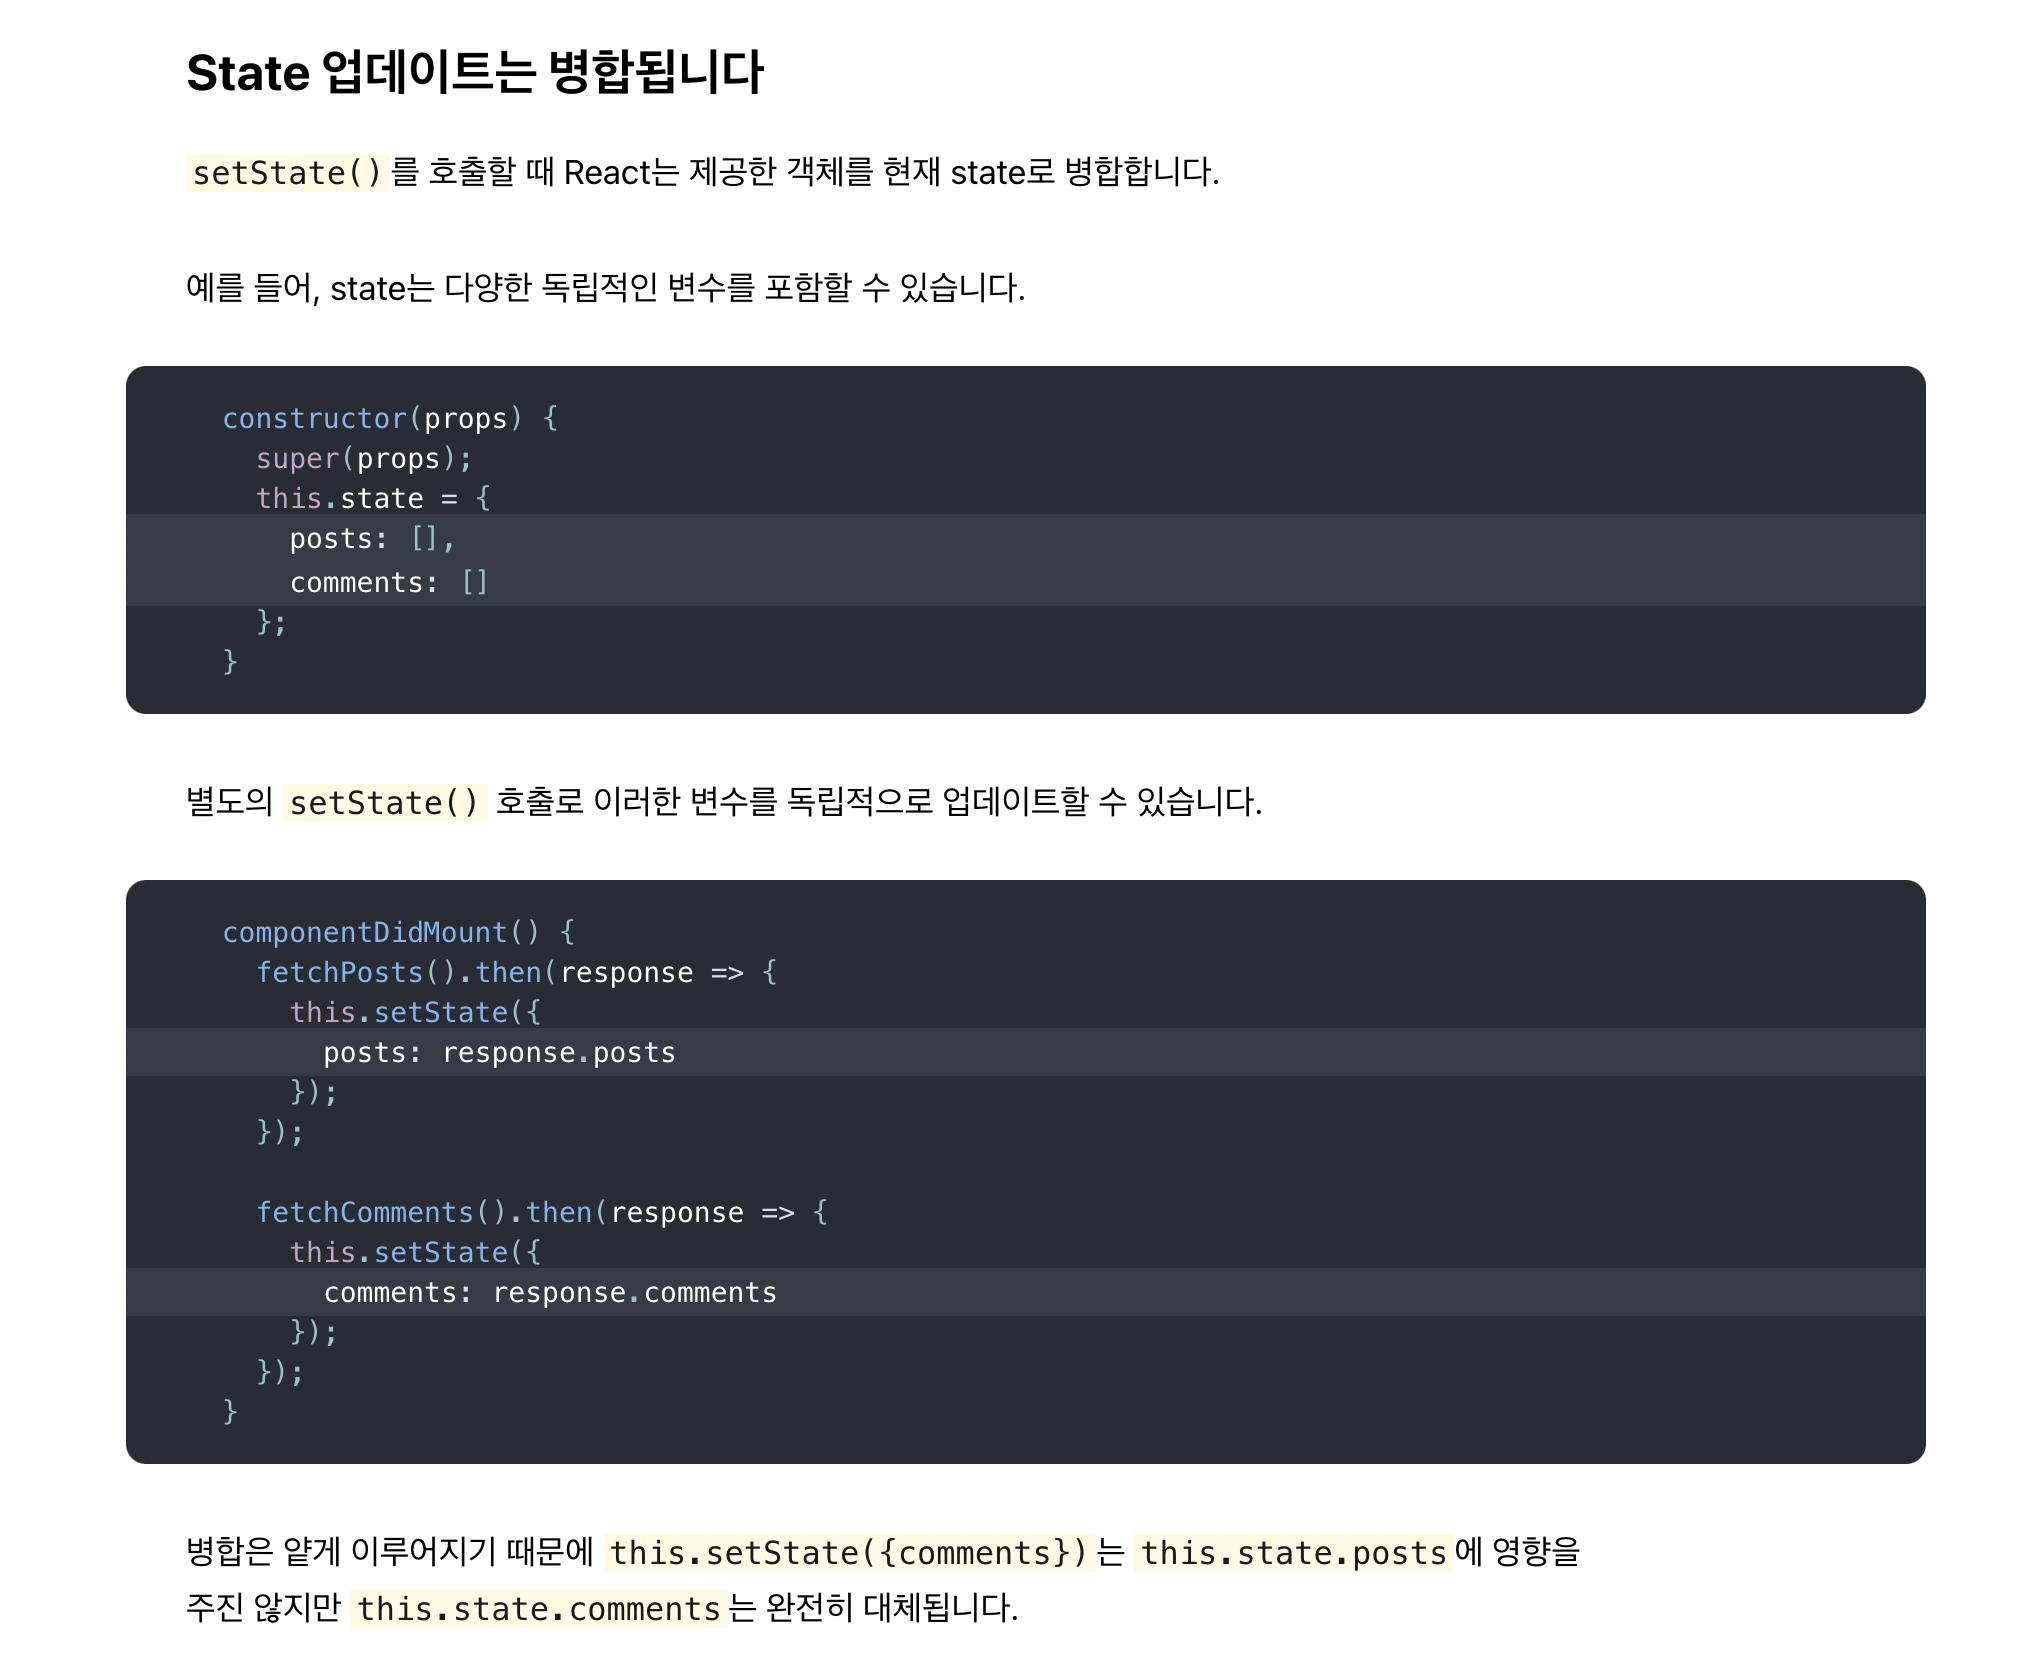 State 업데이트는 병합됩니다
setState()를 호출할 때 React는 제공한 객체를 현재 state로 병합합니다.
예를 들어, state는 다양한 독립적인 변수를 포함할 수 있습니다.
constructor(props) {
  super(props);
  this.state = {
    posts: [],
    comments: []
  };
}
별도의 setState() 호출로 이러한 변수를 독립적으로 업데이트할 수 있습니다.
componentDidMount() {
  fetchPosts().then(response => {
    this.setState({
      posts: response.posts
    });
  });

  fetchComments().then(response => {
    this.setState({
      comments: response.comments
    });
  });
}
병합은 얕게 이루어지기 때문에 this.setState({comments})는 this.state.posts에 영향을
주진 않지만 this.state.comments는 완전히 대체됩니다.